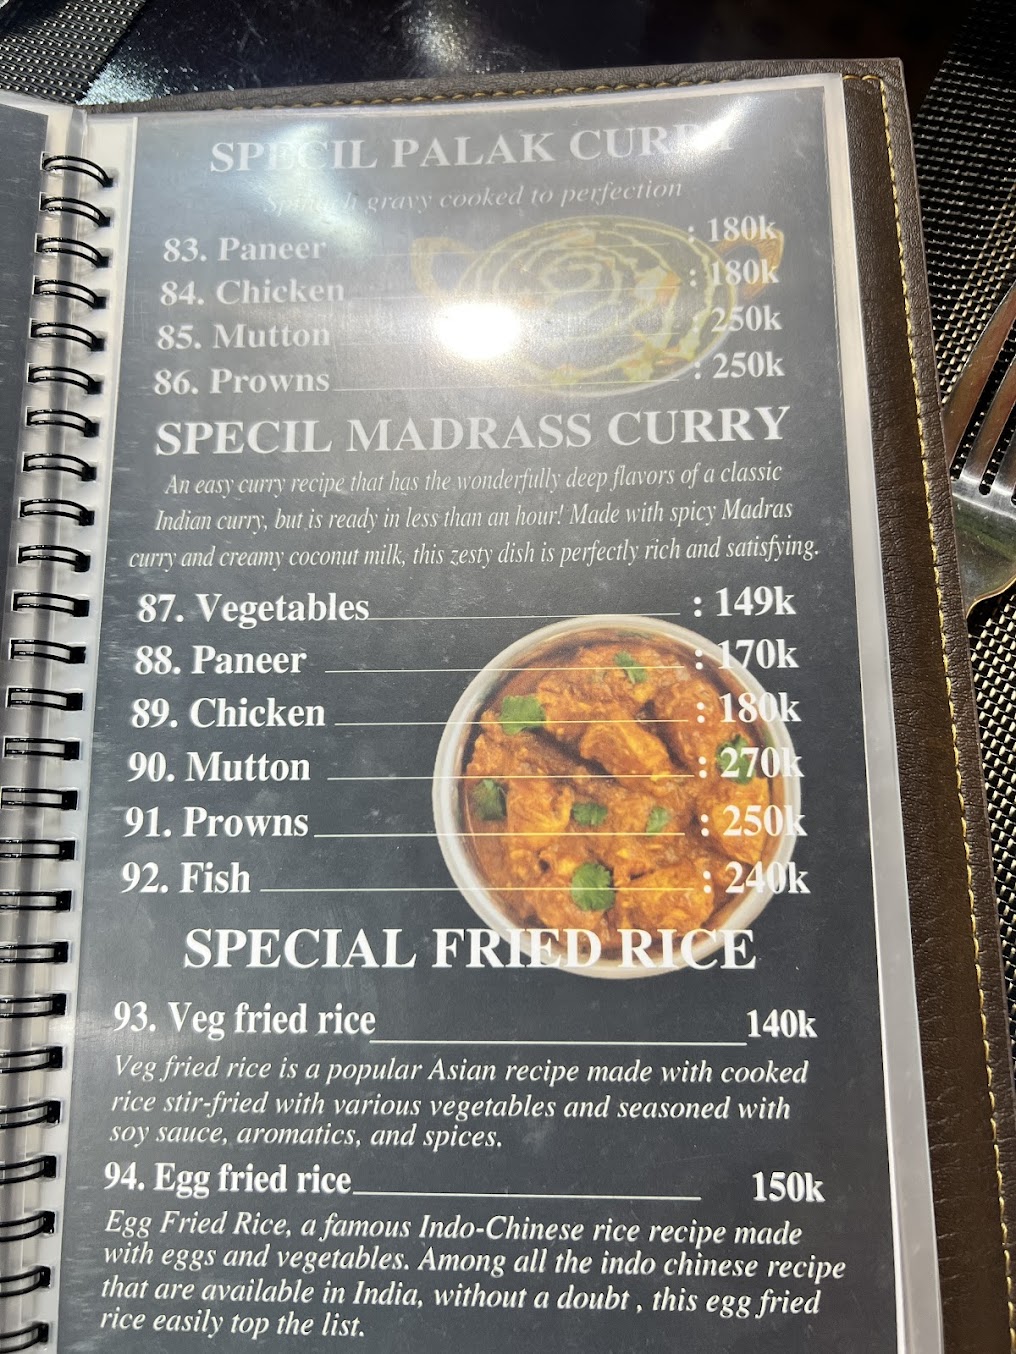 SPECIL PALAK CURRY
Spinach gravy cooked to perfection
83. Paneer : 180k
84. Chicken : 180k
85. Mutton : 250k
86. Prowns : 250k
SPECIL MADRASS CURRY
An easy curry recipe that has the wonderfully deep flavors of a classic
Indian curry, but is ready in less than an hour! Made with spicy Madras
curry and creamy coconut milk, this zesty dish is perfectly rich and satisfying.
87. Vegetables : 149k
88. Paneer : 170k
89. Chicken : 180k
90. Mutton : 270k
91. Prowns : 250k
92. Fish : 240k
SPECIAL FRIED RICE
93. Veg fried rice 140k
Veg fried rice is a popular Asian recipe made with cooked
rice stir-fried with various vegetables and seasoned with
soy sauce, aromatics, and spices.
94. Egg fried rice 150k
Egg Fried Rice, a famous Indo-Chinese rice recipe made
with eggs and vegetables. Among all the indo chinese recipe
that are available in India, without a doubt , this egg fried
rice easily top the list.